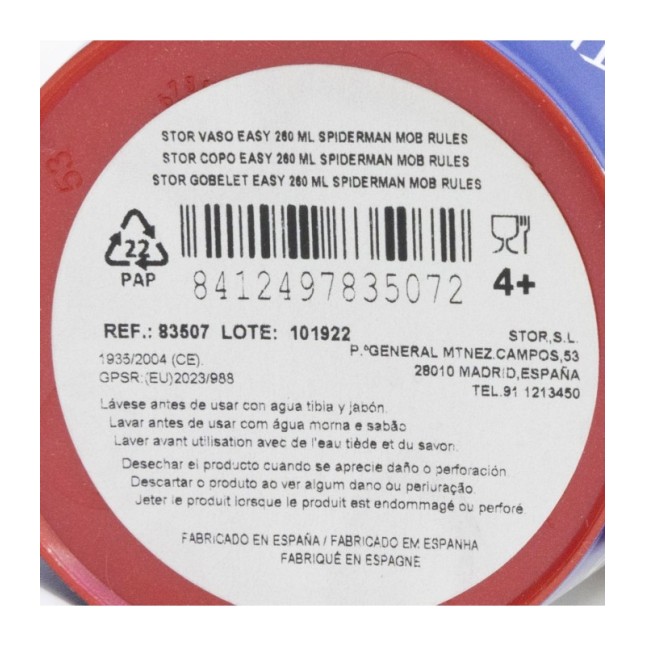 STOR VASO EASY 260 ML SPIDERMAN MOB RULES
STOR COPO EASY 260 ML SPIDERMAN MOB RULES
STOR GOBELET EASY 260 ML SPIDERMAN MOB RULES
22
PAP
8412497835072
4+
REF.: 83507 LOTE: 101922
STOR,S.L.
P.ºGENERAL MTNEZ.CAMPOS,53
28010 MADRID,ESPAÑA
TEL.91 1213450
1935/2004 (CE).
GPSR:(EU)2023/988
Lávese antes de usar con agua tibia y jabón.
Lavar antes de usar com água morna e sabão
Laver avant utilisation avec de l'eau tiède et du savon.
Desechar el producto cuando se aprecie daño o perforación
Descartar o produto ao ver algum dano ou perfuração
Jeter le produit lorsque le produit est endommagé ou perforé
FABRICADO EN ESPAÑA / FABRICADO EM ESPANHA
FABRIQUÉ EN ESPAGNE
53